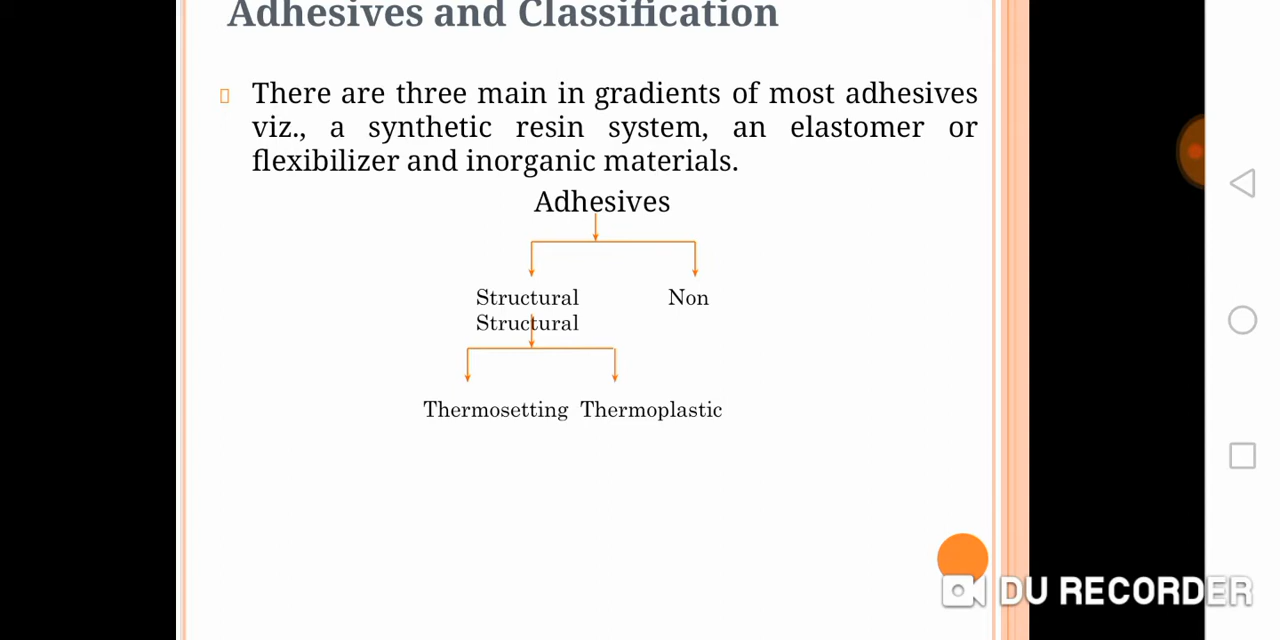 Adhesives and Classification
There are three main in gradients of most adhesives
viz., a synthetic resin system, an elastomer or
flexibilizer and inorganic materials.
Adhesives
Structural Non
Structural
Thermosetting Thermoplastic
DU RECORDER